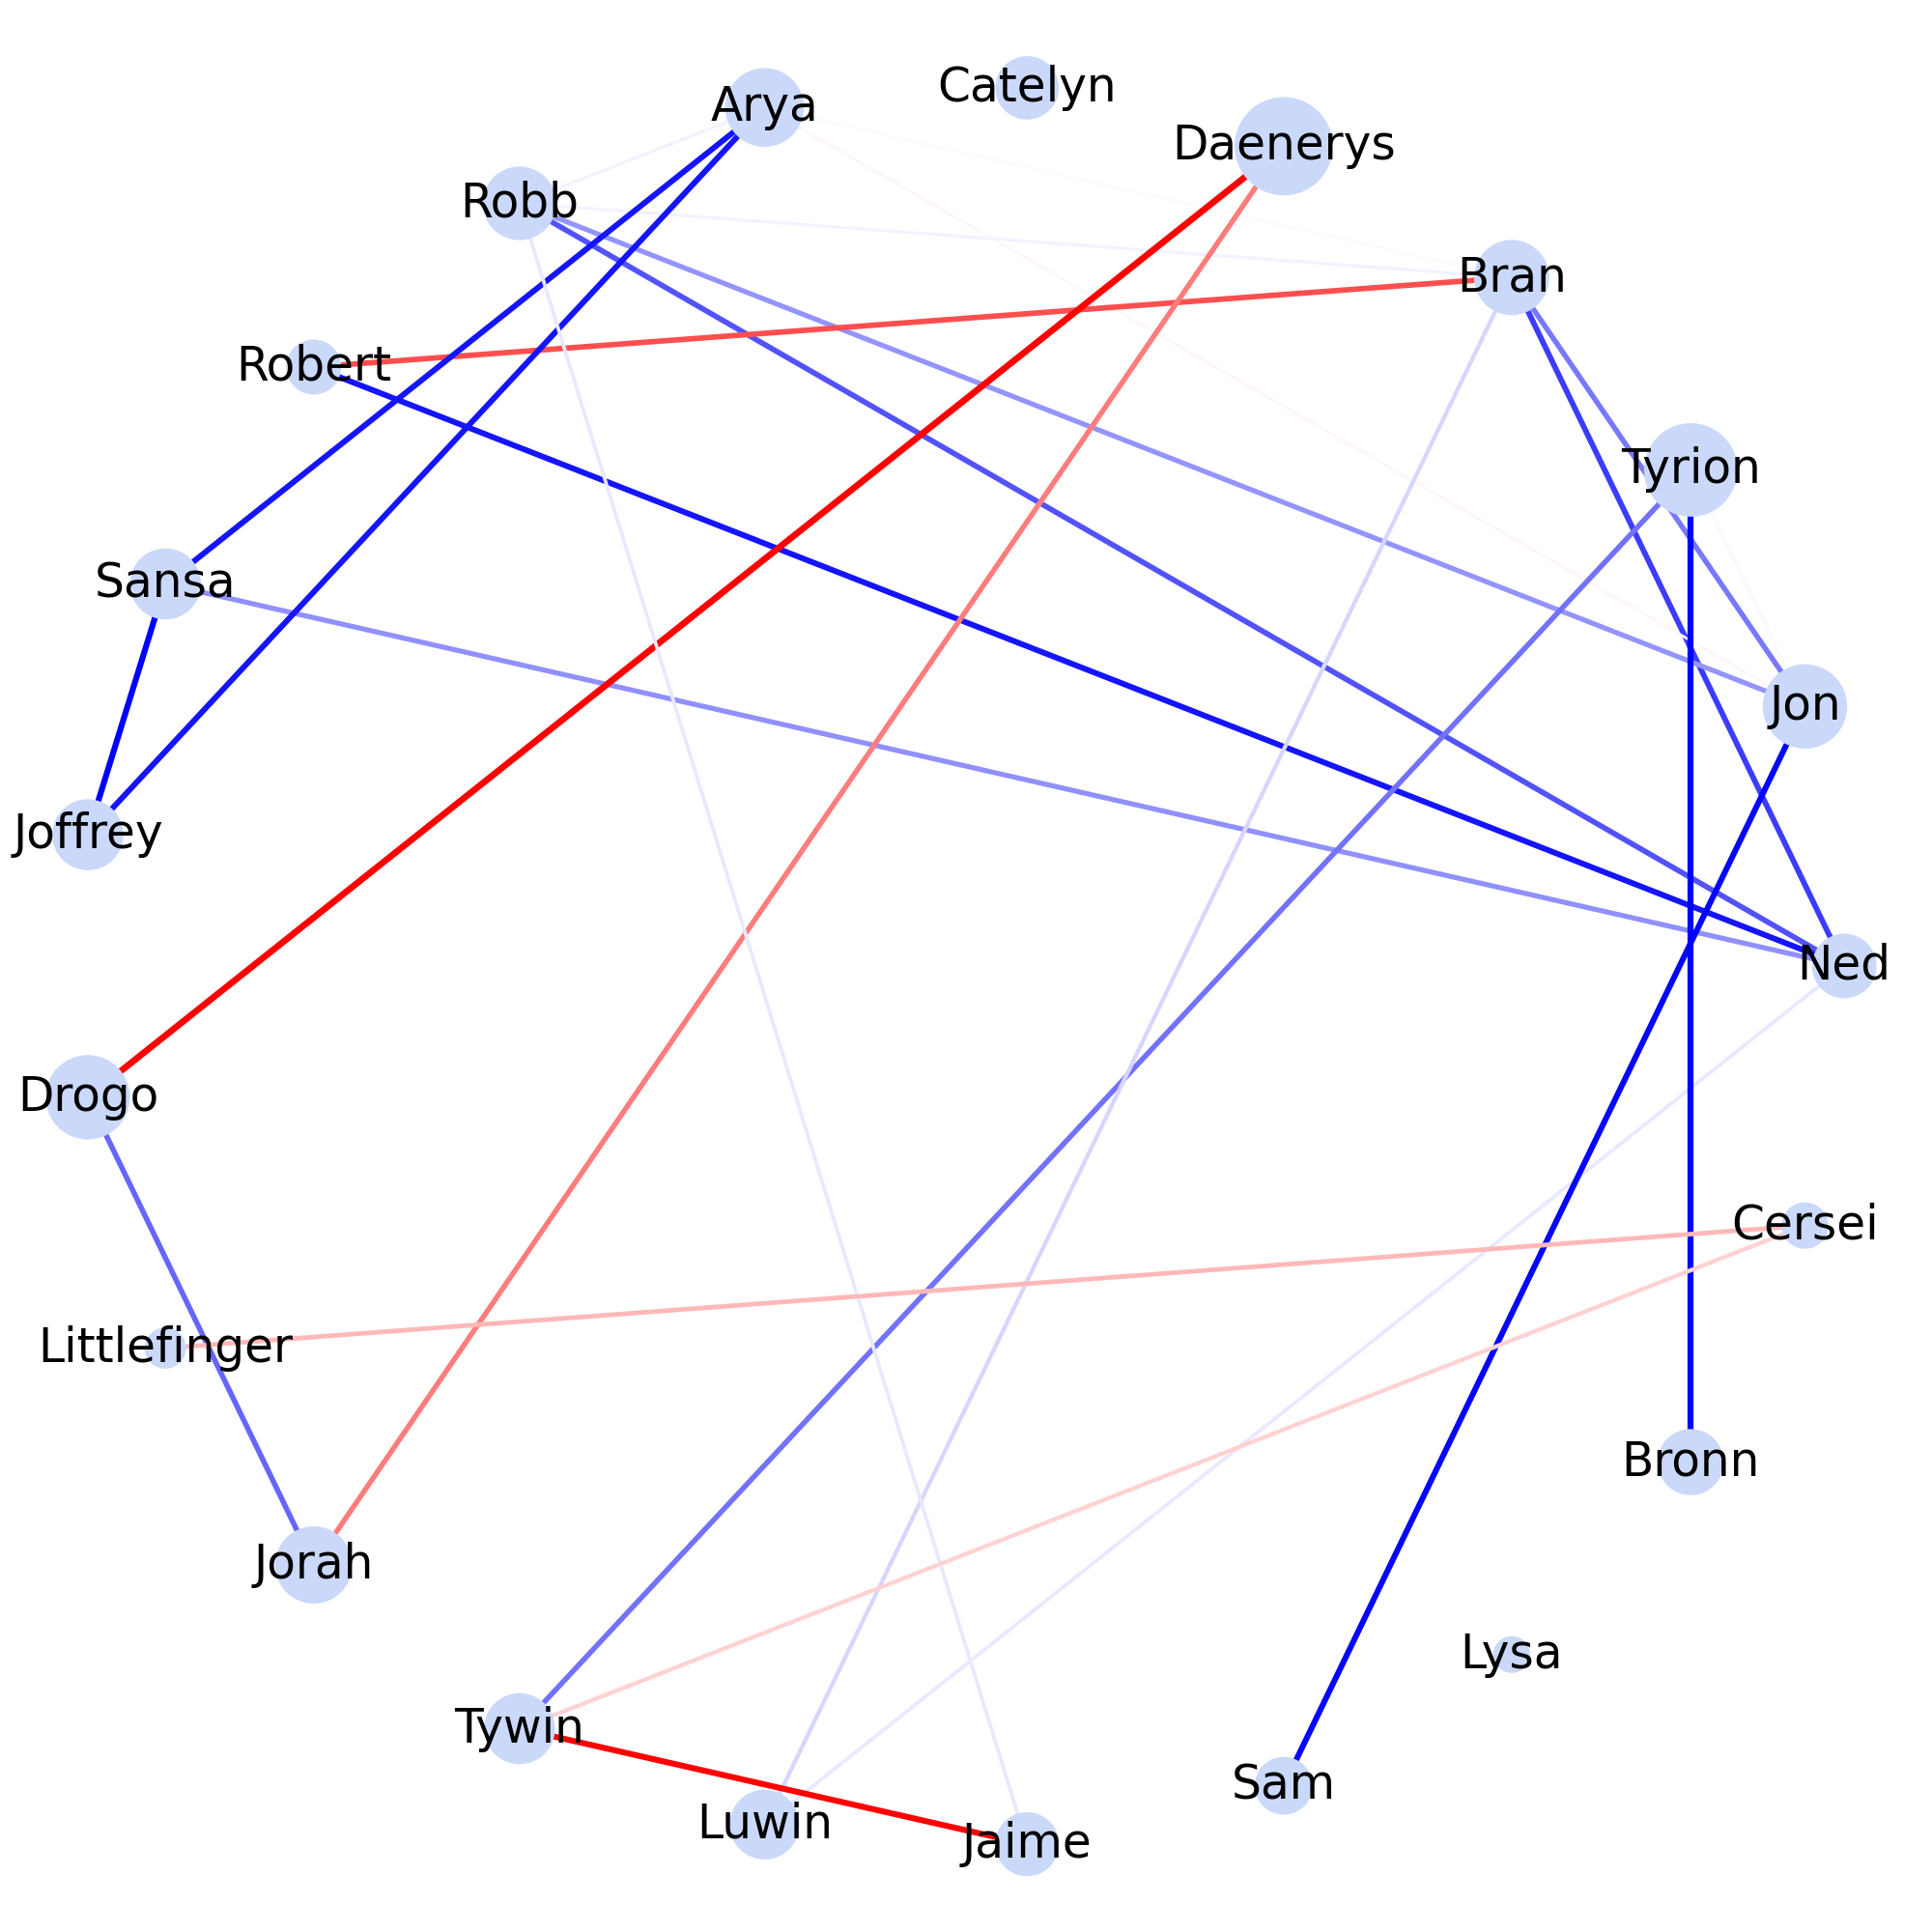 Catelyn
Arya
Daenerys
Robb
Bran
Robert
Tyrion
Sansa
Jon
Joffrey
Ned
Drogo
Cersei
Littlefinger
Bronn
Jorah
Lysa
Tywin
Sam
Luwin
Jaime